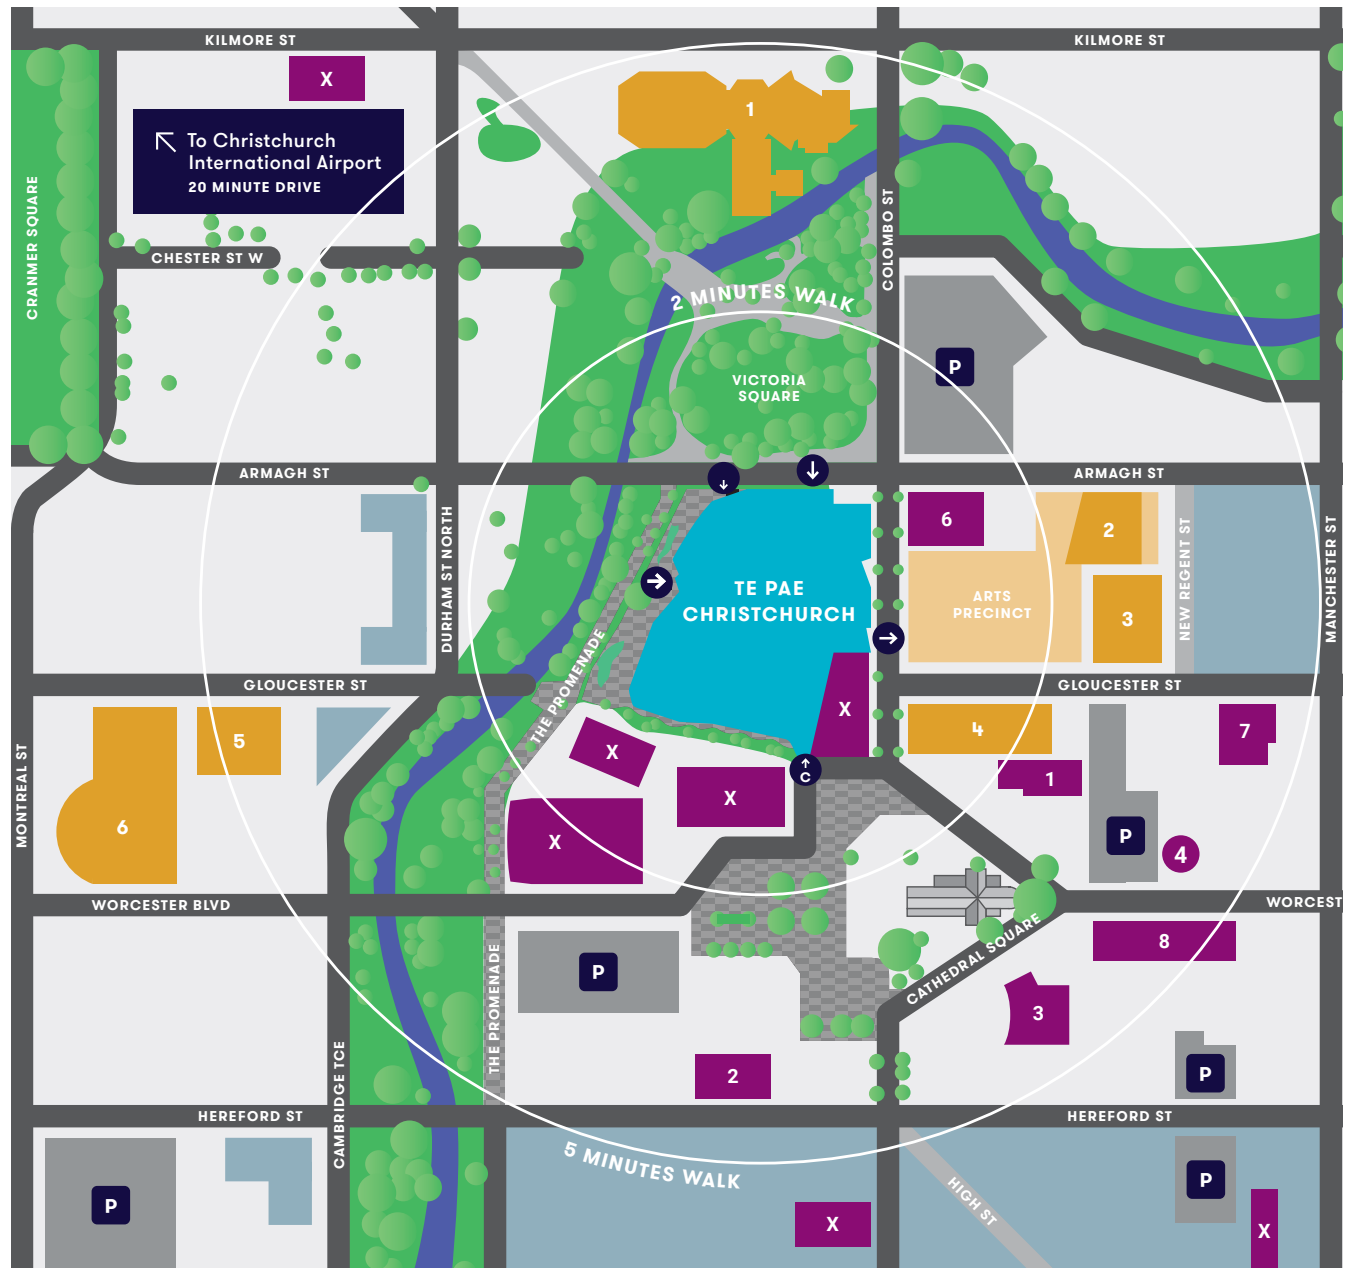 KILMORE ST
KILMORE ST
X
To Christchurch
International Airport
20 MINUTE DRIVE
1
CRANMER SQUARE
CHESTER ST W
COLOMBO ST
2 MINUTES WALK
P
VICTORIA
SQUARE
ARMAGH ST
ARMAGH ST
DURHAM ST NORTH
6
2
NEW REGENT ST
MANCHESTER ST
TE PAE
CHRISTCHURCH
ARTS
PRECINCT
3
THE PROMENADE
GLOUCESTER ST
GLOUCESTER ST
X
5
4
7
MONTREAL ST
X
C
1
X
6
X
P
4
WORCESTER BLVD
WORCEST
CATHEDRAL SQUARE
8
P
THE PROMENADE
3
CAMBRIDGE TCE
2
P
HEREFORD ST
HEREFORD ST
5 MINUTES WALK
P
P
HIGH ST
X
X